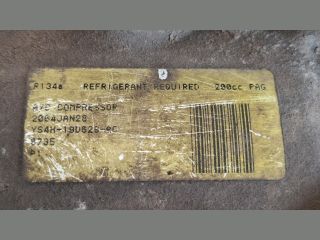 R134a REFRIGERANT REQUIRED 200cc PAG
A/C COMPRESSOR
2004JAN28
YS4H-19D629-AC
8735